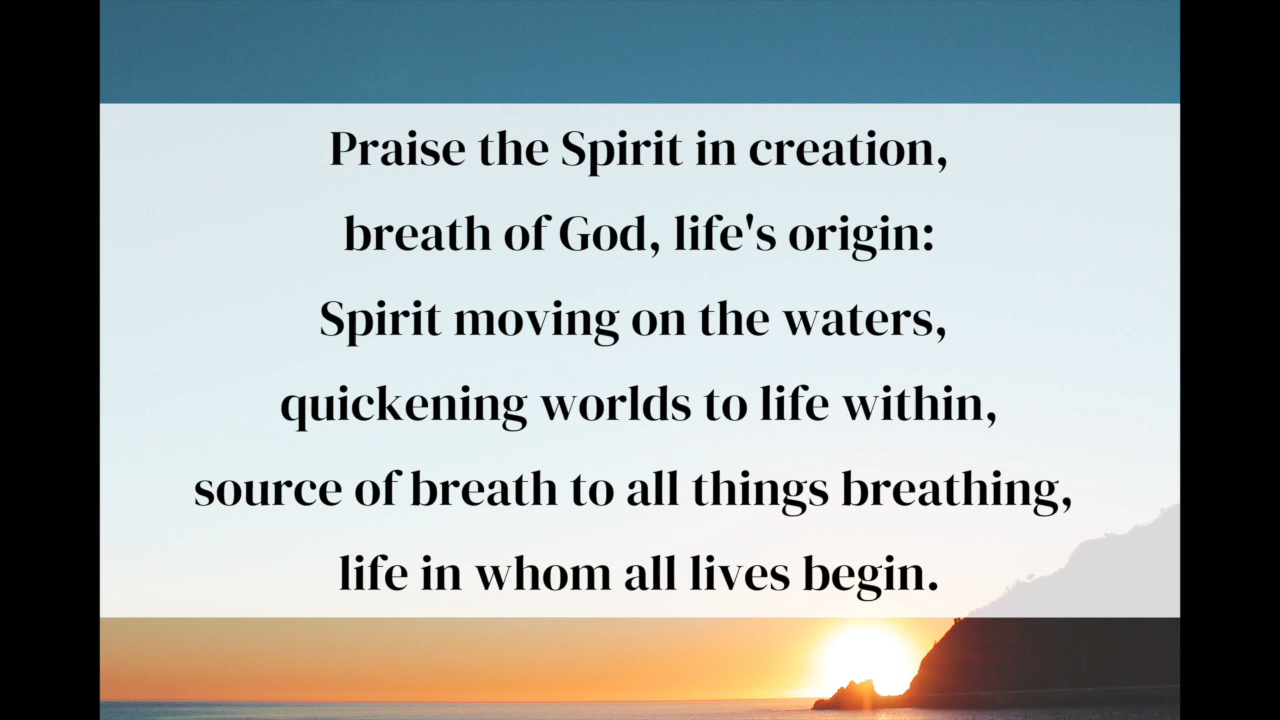 Praise the Spirit in creation,
breath of God, life's origin:
Spirit moving on the waters,
quickening worlds to life within,
source of breath to all things breathing,
life in whom all lives begin.